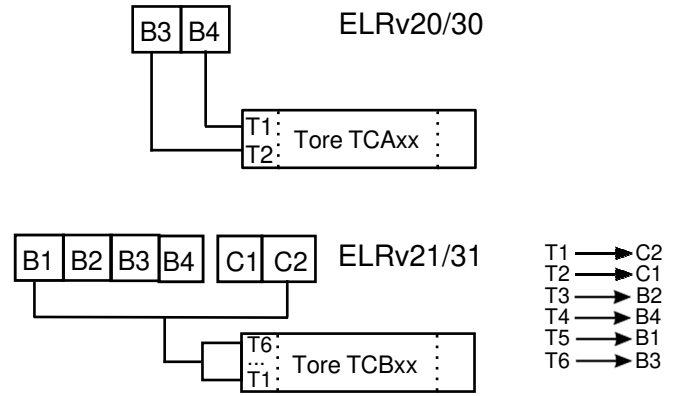 B3 B4 ELRv20/30
T1
Tore TCAxx
T2
B1 B2 B3 B4 C1 C2 ELRv21/31
T1 C2
T2 C1
T3 B2
T4 B4
T5 B1
T6 B3
T6
...
Tore TCBxx
T1